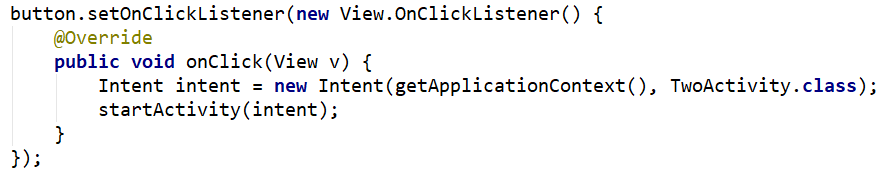 button.setOnClickListener(new View.OnClickListener() {
    @Override
    public void onClick(View v) {
        Intent intent = new Intent(getApplicationContext(), TwoActivity.class);
        startActivity(intent);
    }
});